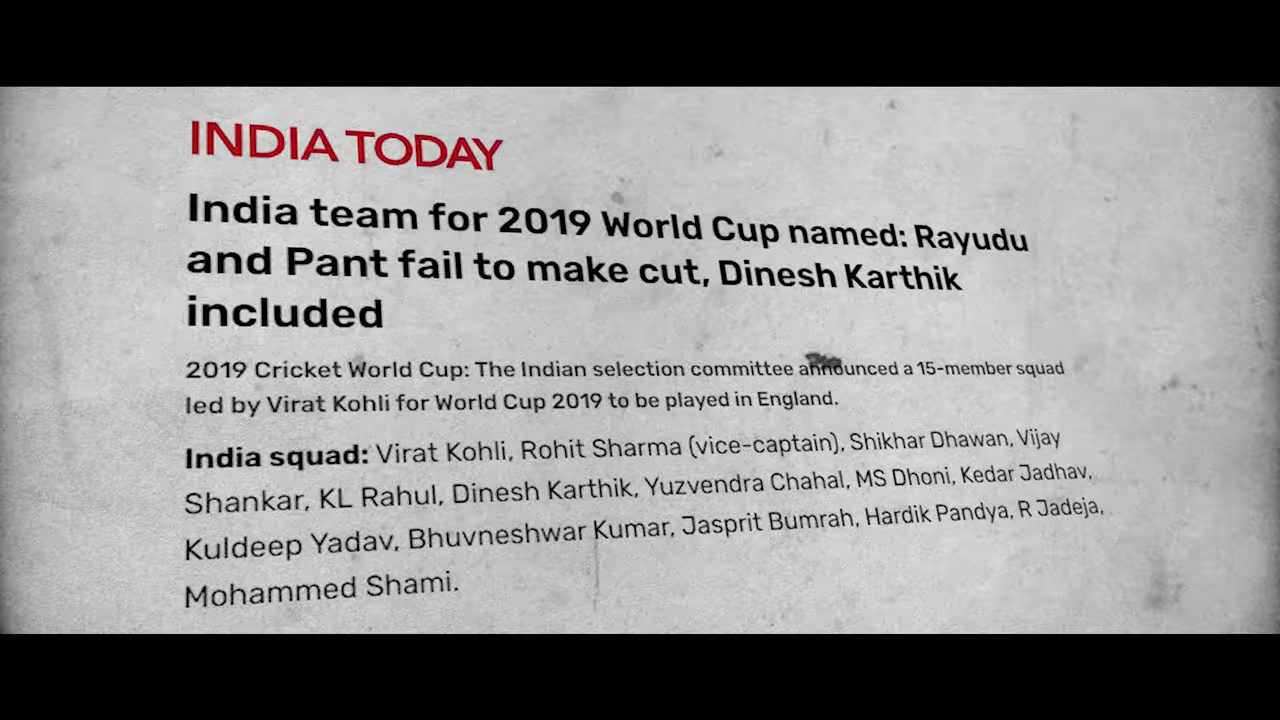 INDIA TODAY
India team for 2019 World Cup named: Rayudu
and Pant fail to make cut, Dinesh Karthik
included
2019 Cricket World Cup: The Indian selection committee announced a 15-member squad
led by Virat Kohli for World Cup 2019 to be played in England.
India squad: Virat Kohli, Rohit Sharma (vice-captain), Shikhar Dhawan, Vijay
Shankar, KL Rahul, Dinesh Karthik, Yuzvendra Chahal, MS Dhoni, Kedar Jadhav,
Kuldeep Yadav, Bhuvneshwar Kumar, Jasprit Bumrah, Hardik Pandya, R Jadeja,
Mohammed Shami.